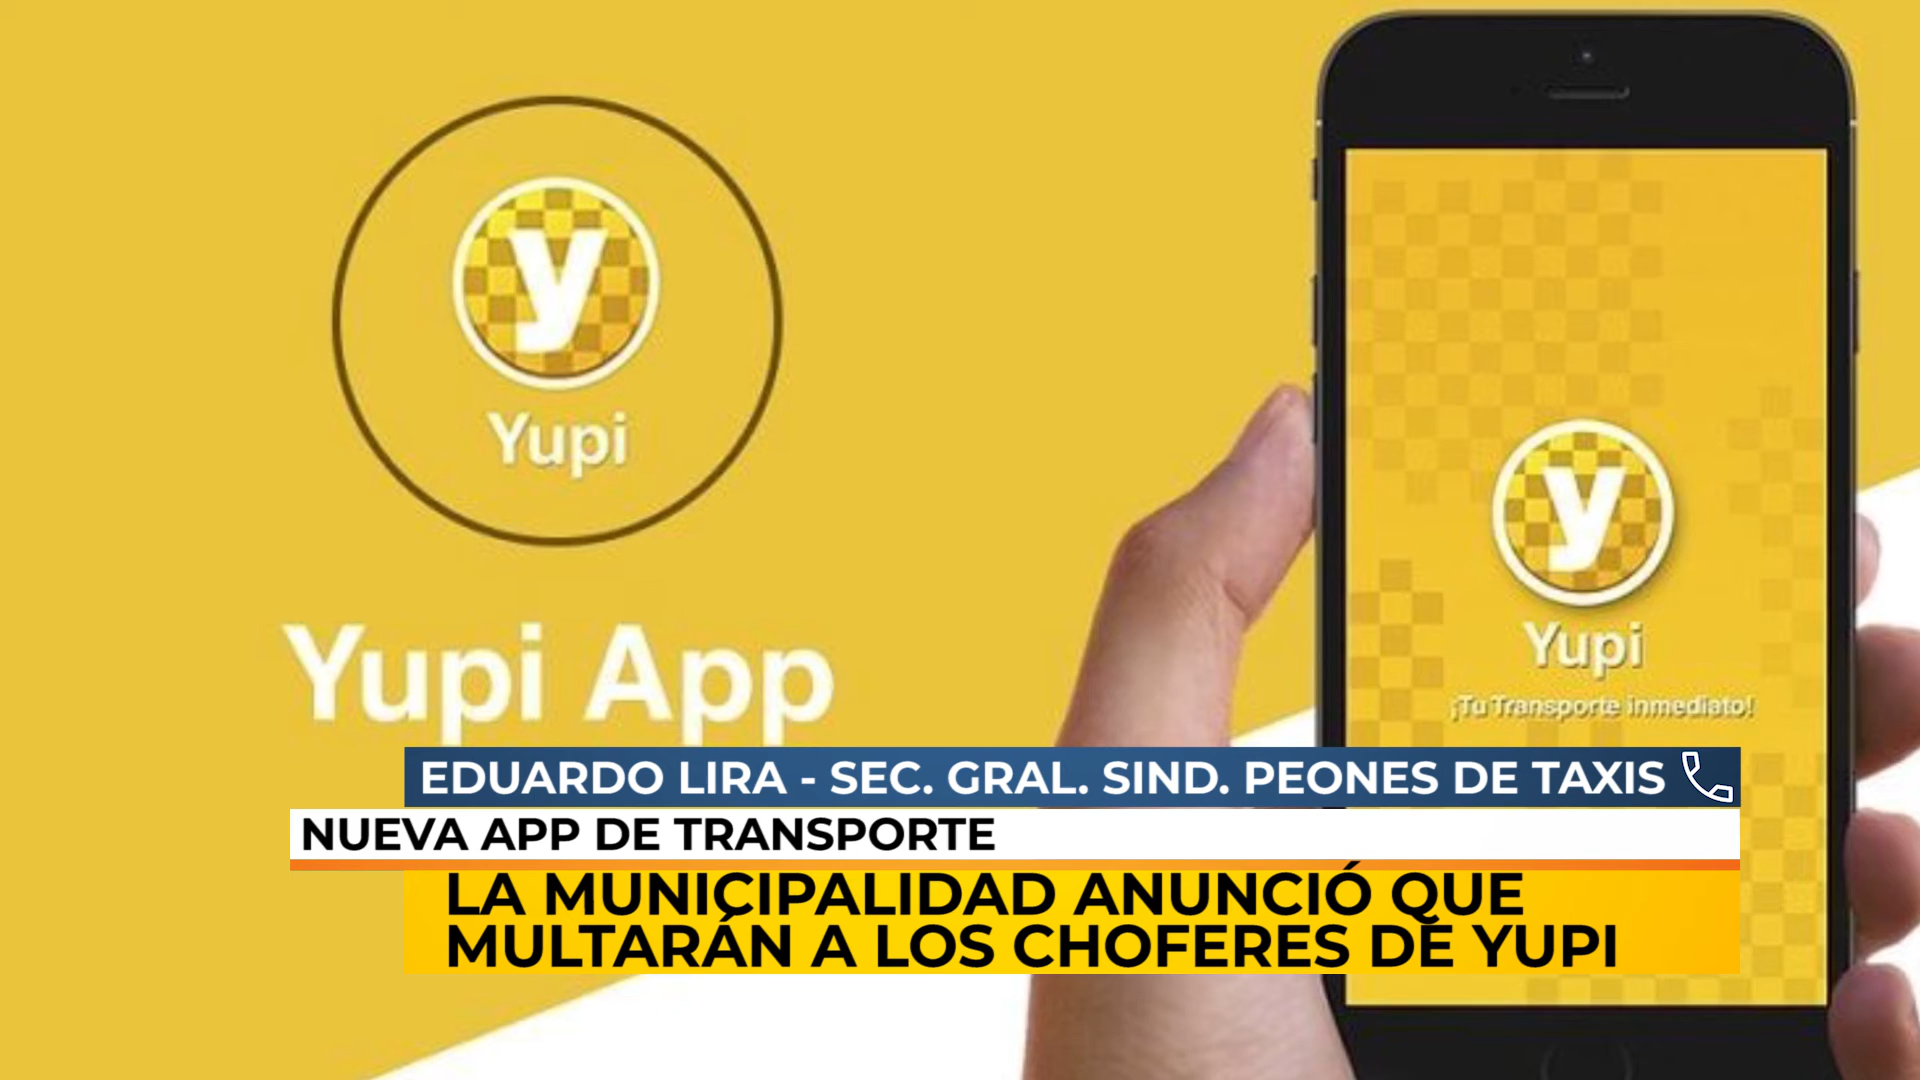 y
Yupi
Yupi App
y
Yupi
¡Tu Transporte inmediato!
EDUARDO LIRA - SEC. GRAL. SIND. PEONES DE TAXIS
NUEVA APP DE TRANSPORTE
LA MUNICIPALIDAD ANUNCIÓ QUE
MULTARÁN A LOS CHOFERES DE YUPI